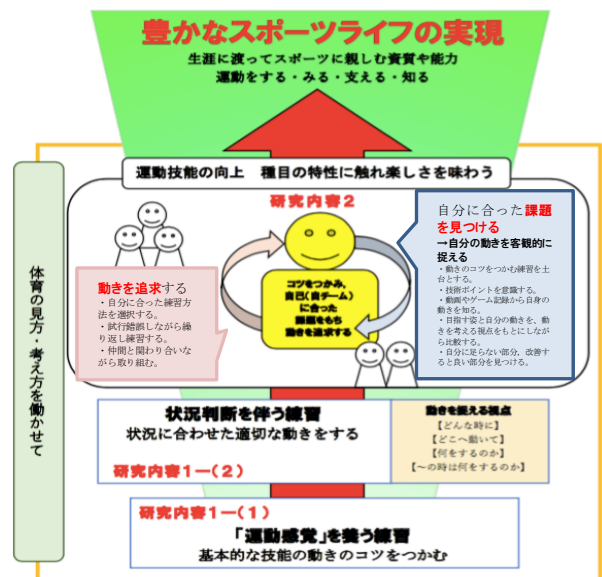 豊かなスポーツライフの実現
生涯に渡ってスポーツに親しむ資質や能力
運動をする・みる・支える・知る
運動技能の向上 種目の特性に触れ楽しさを味わう
体育の見方・考え方を働かせて
研究内容2
自分に合った課題
を見つける
→自分の動きを客観的に
捉える
・動きのコツをつかむ練習を土
台とする。
・技術ポイントを意識する。
・動画やゲーム記録から自身の
動きを知る。
・目指す姿と自分の動きを、動
きを考える視点をもとにしなが
ら比較する。
・自分に足らない部分、改善す
ると良い部分を見つける。
動きを追求する
・自分に合った練習方
法を選択する。
・試行錯誤しながら繰
り返し練習する。
・仲間と関わり合いな
がら取り組む。
コツをつかみ、
自己(自チーム)
に合った
課題をもち
動きを追求する
状況判断を伴う練習
状況に合わせた適切な動きをする
研究内容1ー(2)
動きを捉える視点
【どんな時に】
【どこへ動いて】
【何をするのか】
【〜の時は何をするのか】
研究内容1ー(1)
「運動感覚」を養う練習
基本的な技能の動きのコツをつかむ